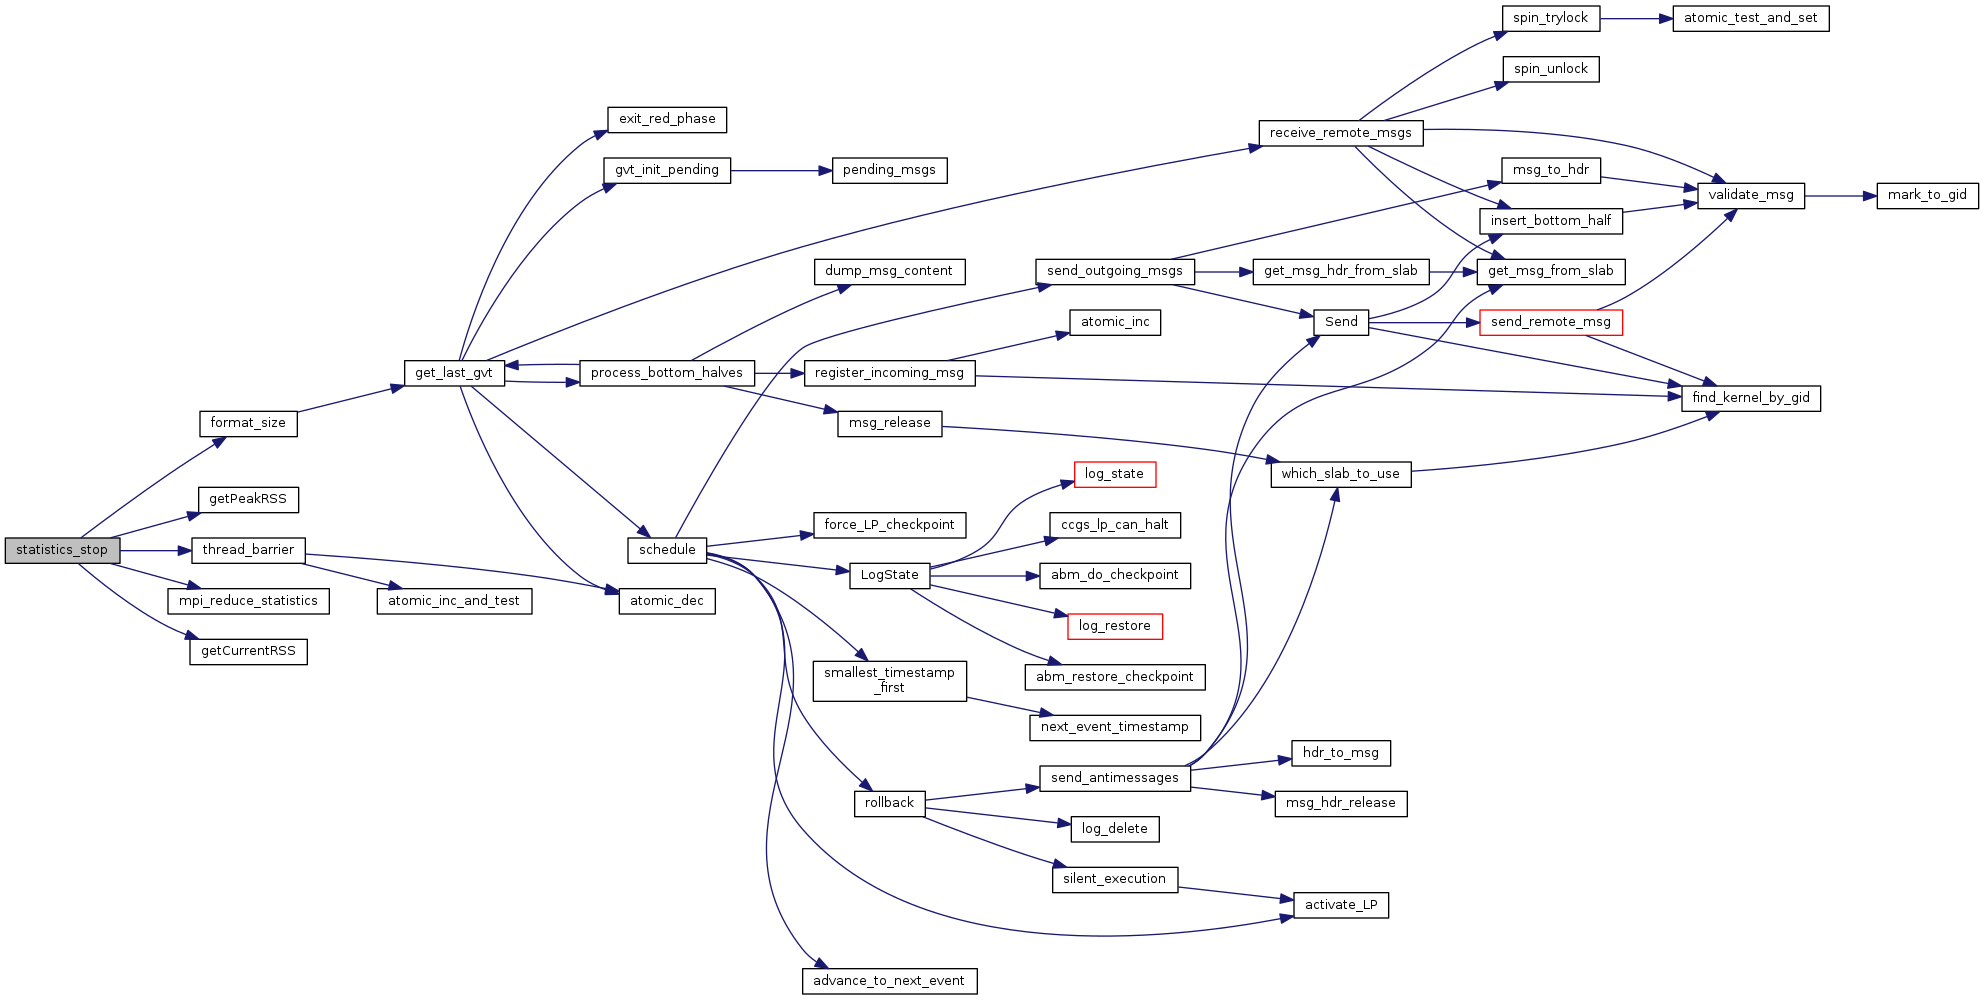 spin_trylock
atomic_test_and_set
spin_unlock
exit_red_phase
receive_remote_msgs
gvt_init_pending
pending_msgs
msg_to_hdr
validate_msg
mark_to_gid
insert_bottom_half
dump_msg_content
send_outgoing_msgs
get_msg_hdr_from_slab
get_msg_from_slab
atomic_inc
Send
send_remote_msg
get_last_gvt
process_bottom_halves
register_incoming_msg
find_kernel_by_gid
format_size
msg_release
log_state
which_slab_to_use
getPeakRSS
force_LP_checkpoint
ccgs_lp_can_halt
statistics_stop
thread_barrier
schedule
LogState
abm_do_checkpoint
mpi_reduce_statistics
atomic_inc_and_test
atomic_dec
log_restore
getCurrentRSS
smallest_timestamp
_first
abm_restore_checkpoint
next_event_timestamp
hdr_to_msg
send_antimessages
rollback
msg_hdr_release
log_delete
silent_execution
activate_LP
advance_to_next_event